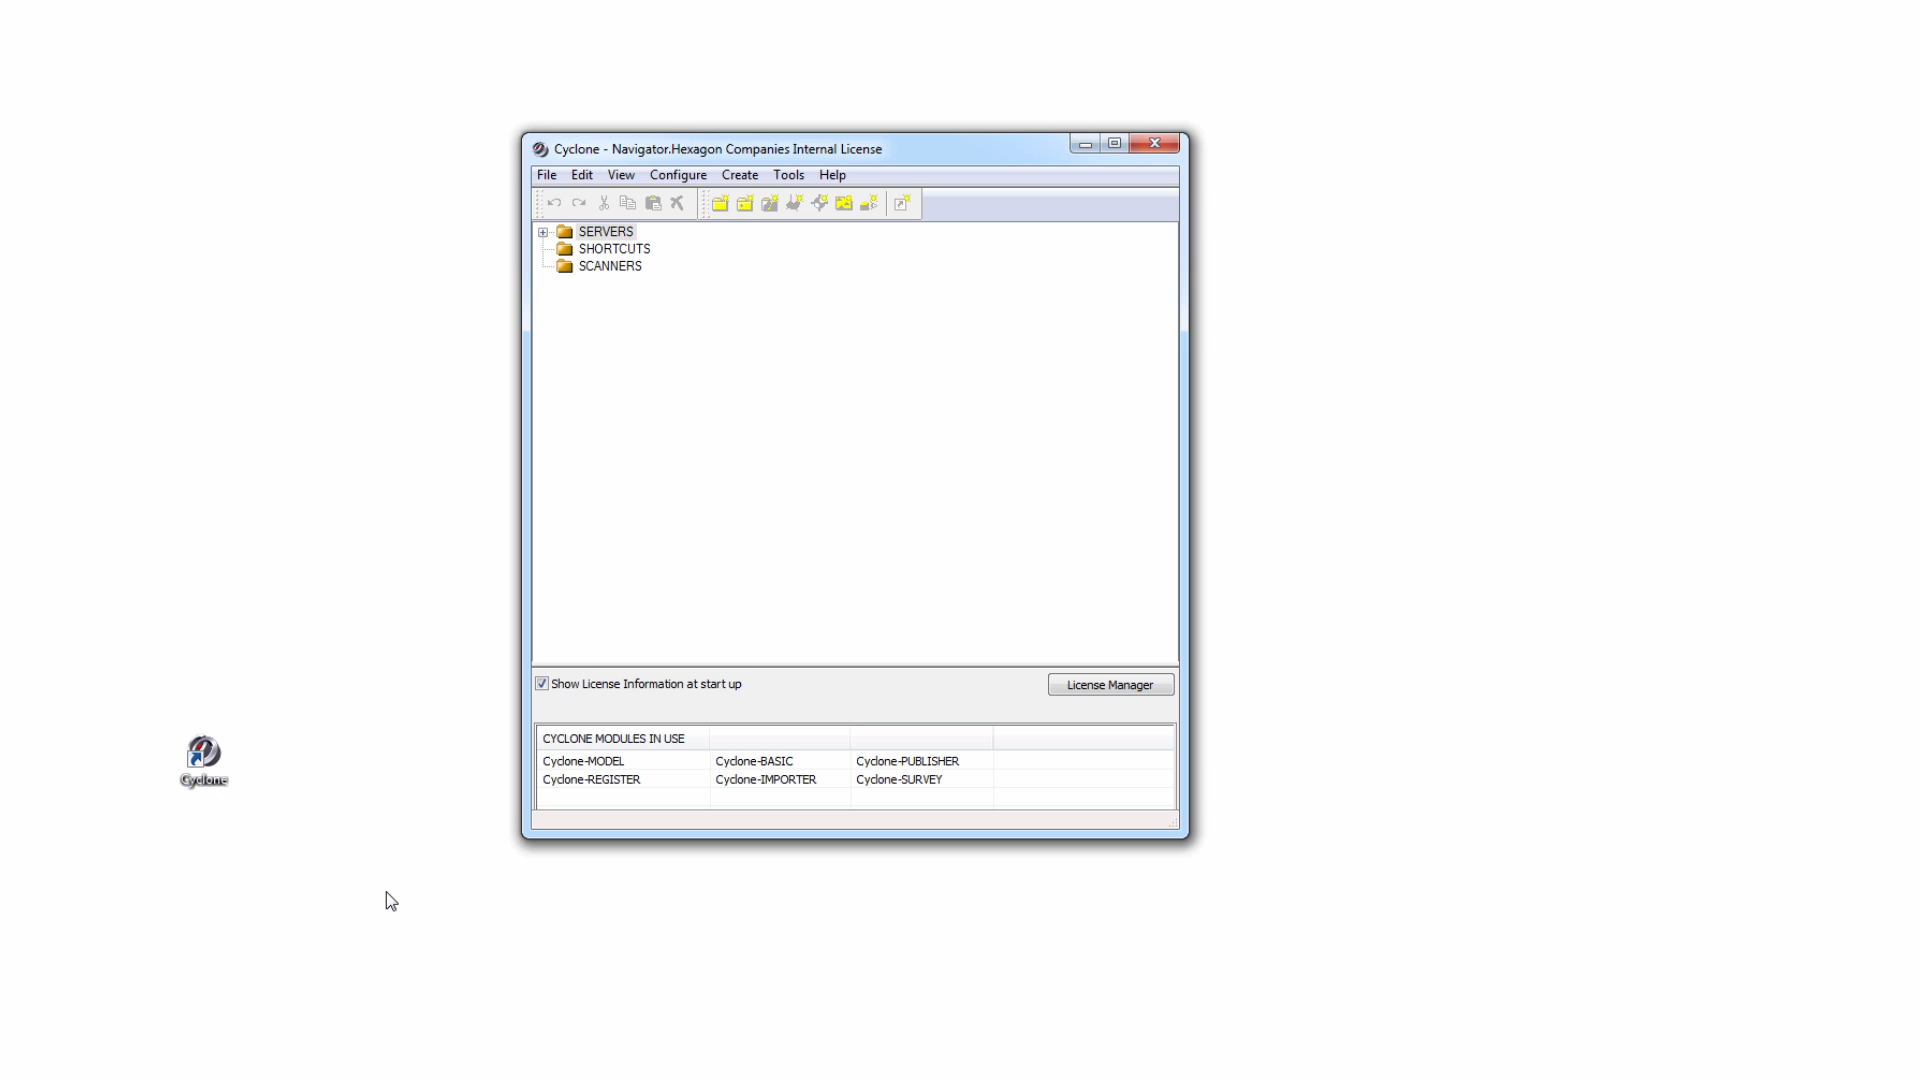 Cyclone - Navigator.Hexagon Companies Internal License
File Edit View Configure Create Tools Help
SERVERS
SHORTCUTS
SCANNERS
Show License Information at start up
License Manager
CYCLONE MODULES IN USE
Cyclone-MODEL Cyclone-BASIC Cyclone-PUBLISHER
Cyclone-REGISTER Cyclone-IMPORTER Cyclone-SURVEY
Cyclone